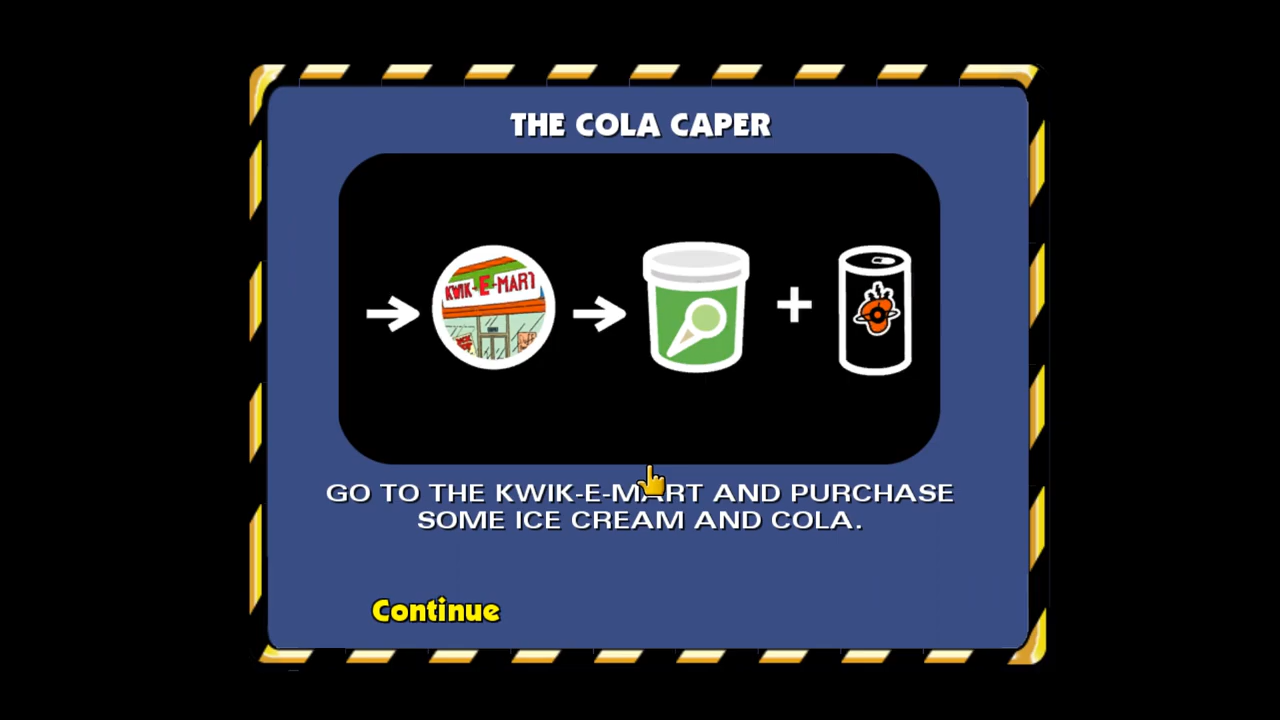 THE COLA CAPER
KWIK-E-MART
GO TO THE KWIK-E-MART AND PURCHASE
SOME ICE CREAM AND COLA.
Continue